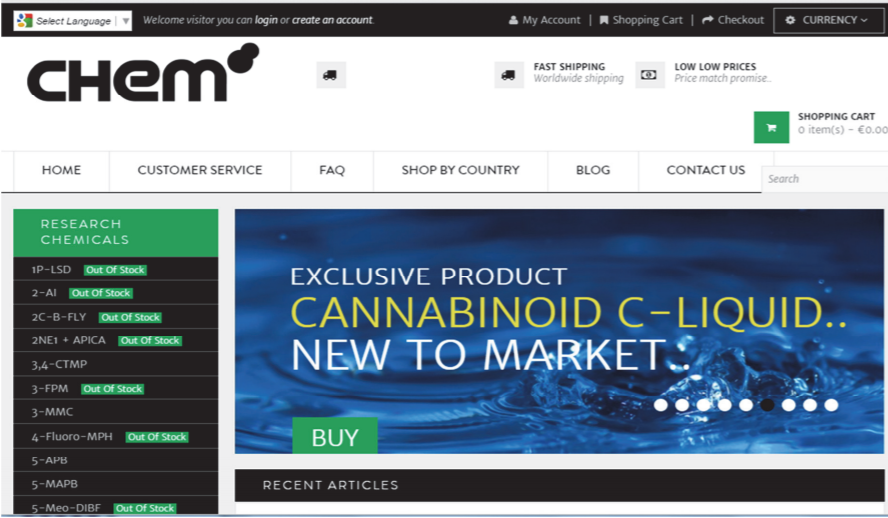 Select Language ▼ Welcome visitor you can login or create an account. My Account | Shopping Cart | Checkout CURRENCY
CHEM
FAST SHIPPING
Worldwide shipping
LOW LOW PRICES
Price match promise..
SHOPPING CART
0 item(s) - €0.00
HOME CUSTOMER SERVICE FAQ SHOP BY COUNTRY BLOG CONTACT US Search
RESEARCH
CHEMICALS
1P-LSD Out Of Stock
2-AI Out Of Stock
2C-B-FLY Out Of Stock
2NE1 + APICA Out Of Stock
3,4-CTMP
3-FPM Out Of Stock
3-MMC
4-Fluoro-MPH Out Of Stock
5-APB
5-MAPB
5-Meo-DIBF Out Of Stock
EXCLUSIVE PRODUCT
CANNABINOID C-LIQUID..
NEW TO MARKET..
BUY
RECENT ARTICLES